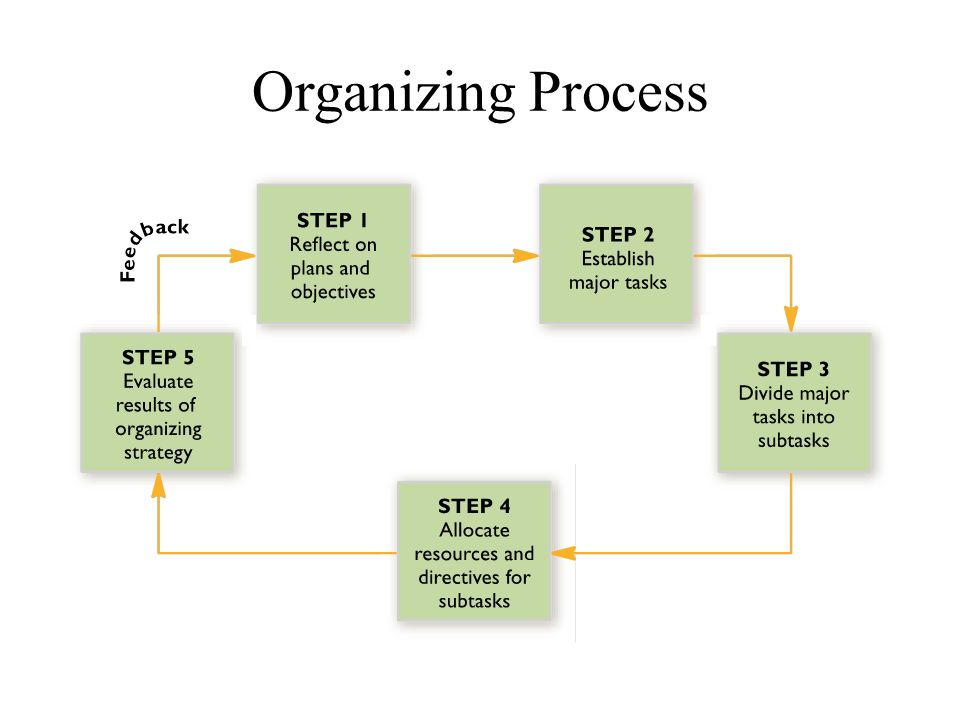 Organizing Process
Feedback
STEP 1
Reflect on
plans and
objectives
STEP 2
Establish
major tasks
STEP 3
Divide major
tasks into
subtasks
STEP 4
Allocate
resources and
directives for
subtasks
STEP 5
Evaluate
results of
organizing
strategy